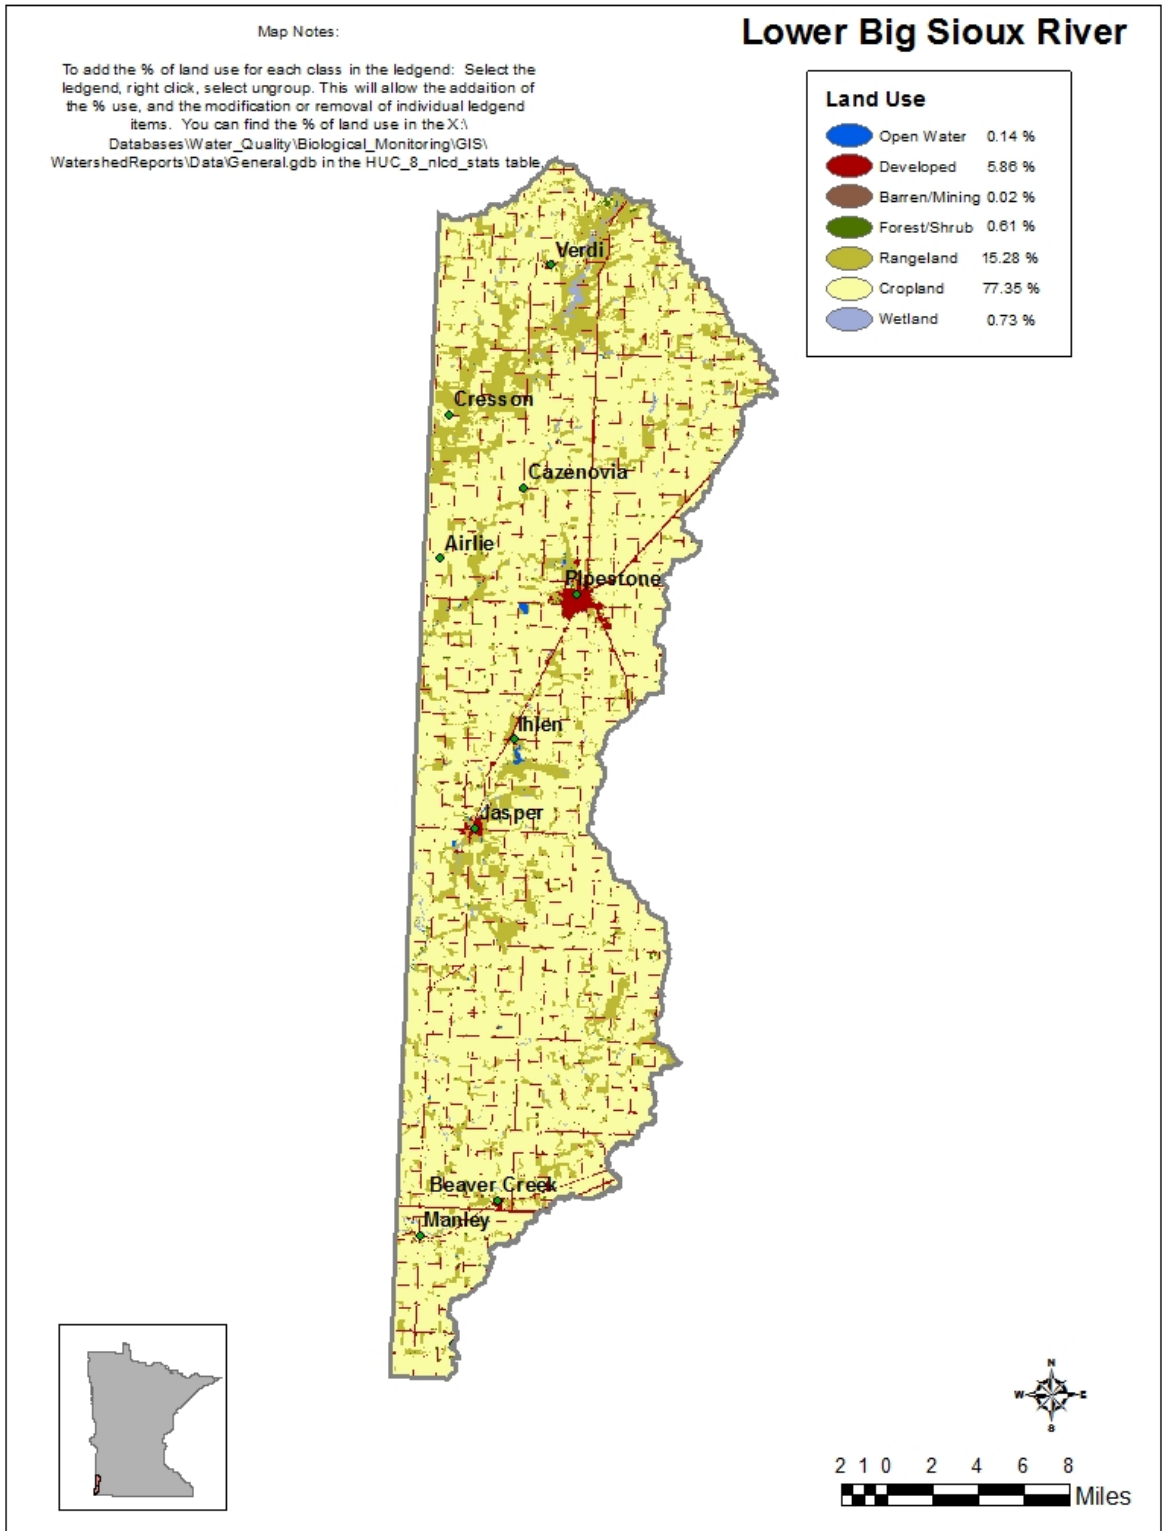 Map Notes:
To add the % of land use for each class in the ledgend: Select the
ledgend, right click, select ungroup. This will allow the addaition of
the % use, and the modification or removal of individual ledgend
items. You can find the % of land use in the X:\
Databases\Water_Quality\Biological_Monitoring\GIS\
WatershedReports\Data\General.gdb in the HUC_8_nlcd_stats table.
Lower Big Sioux River
Land Use
Open Water 0.14 %
Developed 5.86 %
Barren/Mining 0.02 %
Forest/Shrub 0.61 %
Rangeland 15.28 %
Cropland 77.35 %
Wetland 0.73 %
Verdi
Cresson
Cazenovia
Airlie
Pipestone
Ihlen
Jasper
Beaver Creek
Manley
N
W E
S
2 1 0 2 4 6 8
Miles